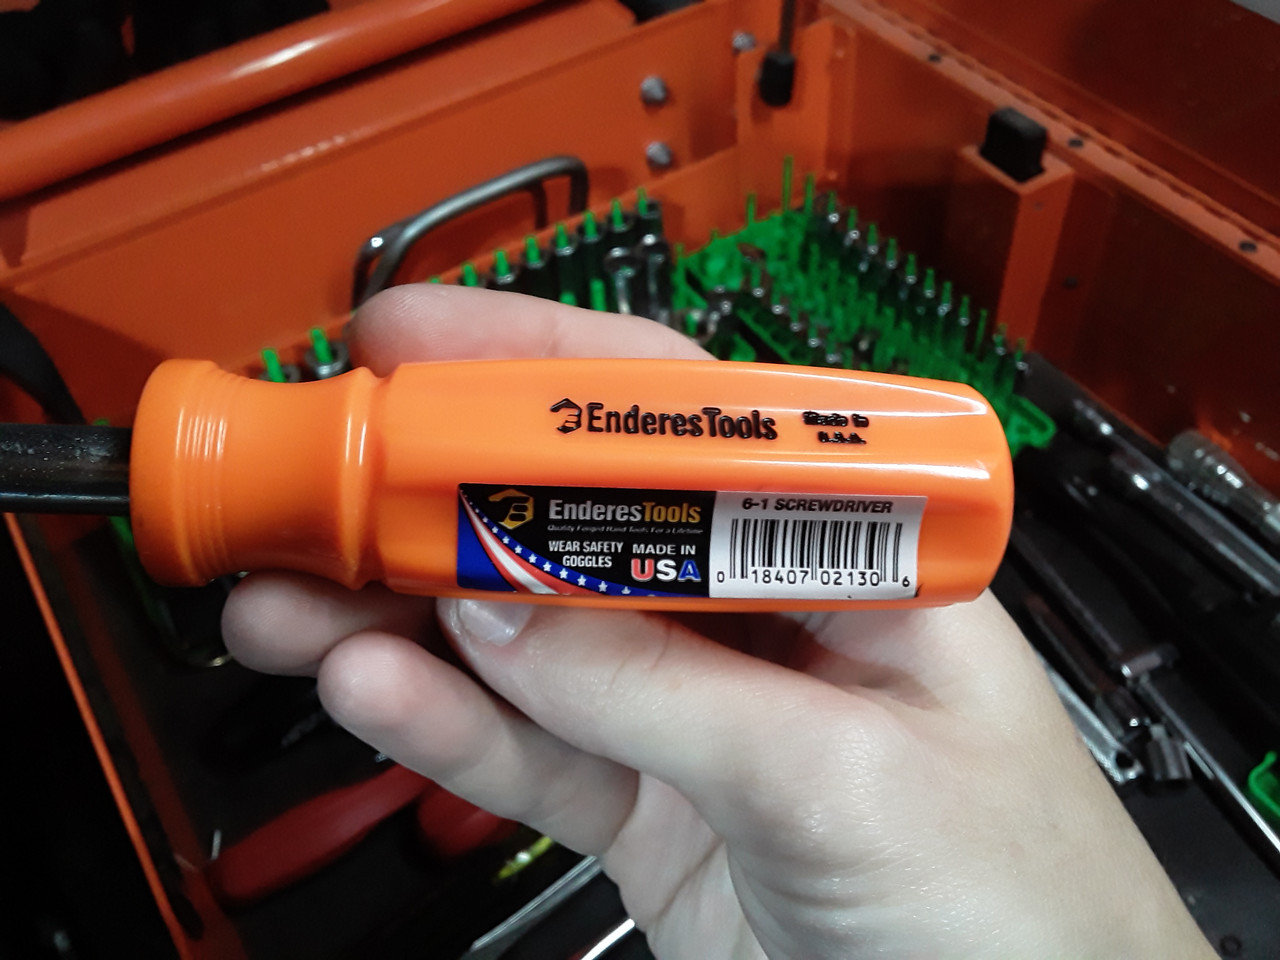 EnderesTools
Made in
U.S.A.
EnderesTools
Quality Forged Hand Tools For a Lifetime
WEAR SAFETY
GOGGLES
MADE IN
USA
6-1 SCREWDRIVER
0 18407 02130 6